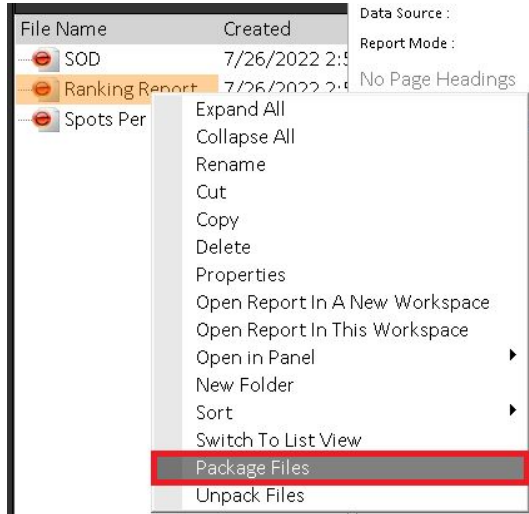 Data Source :
File Name Created
Report Mode :
SOD 7/26/2022 2:5
No Page Headings
Ranking Report 7/26/2022 2:5
Spots Per
Expand All
Collapse All
Rename
Cut
Copy
Delete
Properties
Open Report In A New Workspace
Open Report In This Workspace
Open in Panel
New Folder
Sort
Switch To List View
Package Files
Unpack Files